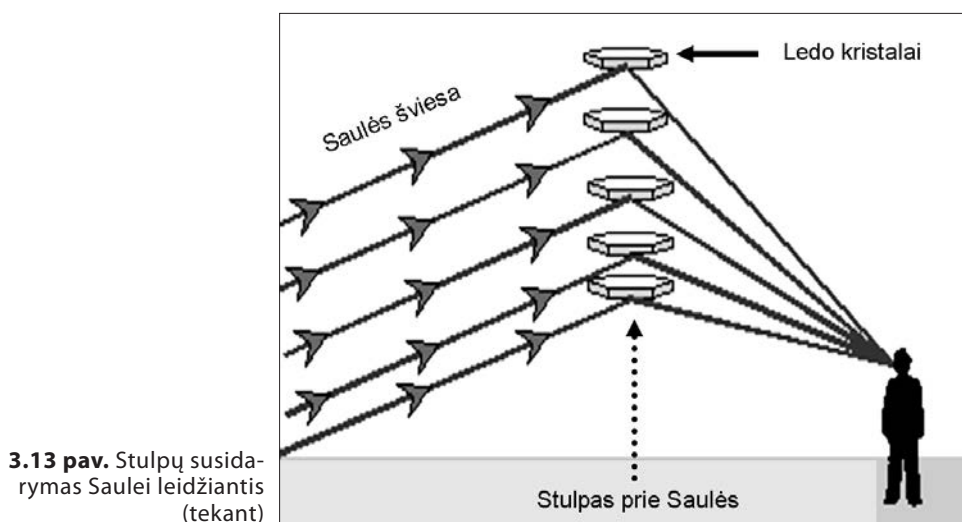 Ledo kristalai
Saulės šviesa
Stulpas prie Saulės
3.13 pav. Stulpų susida-
rymas Saulei leidžiantis
(tekant)